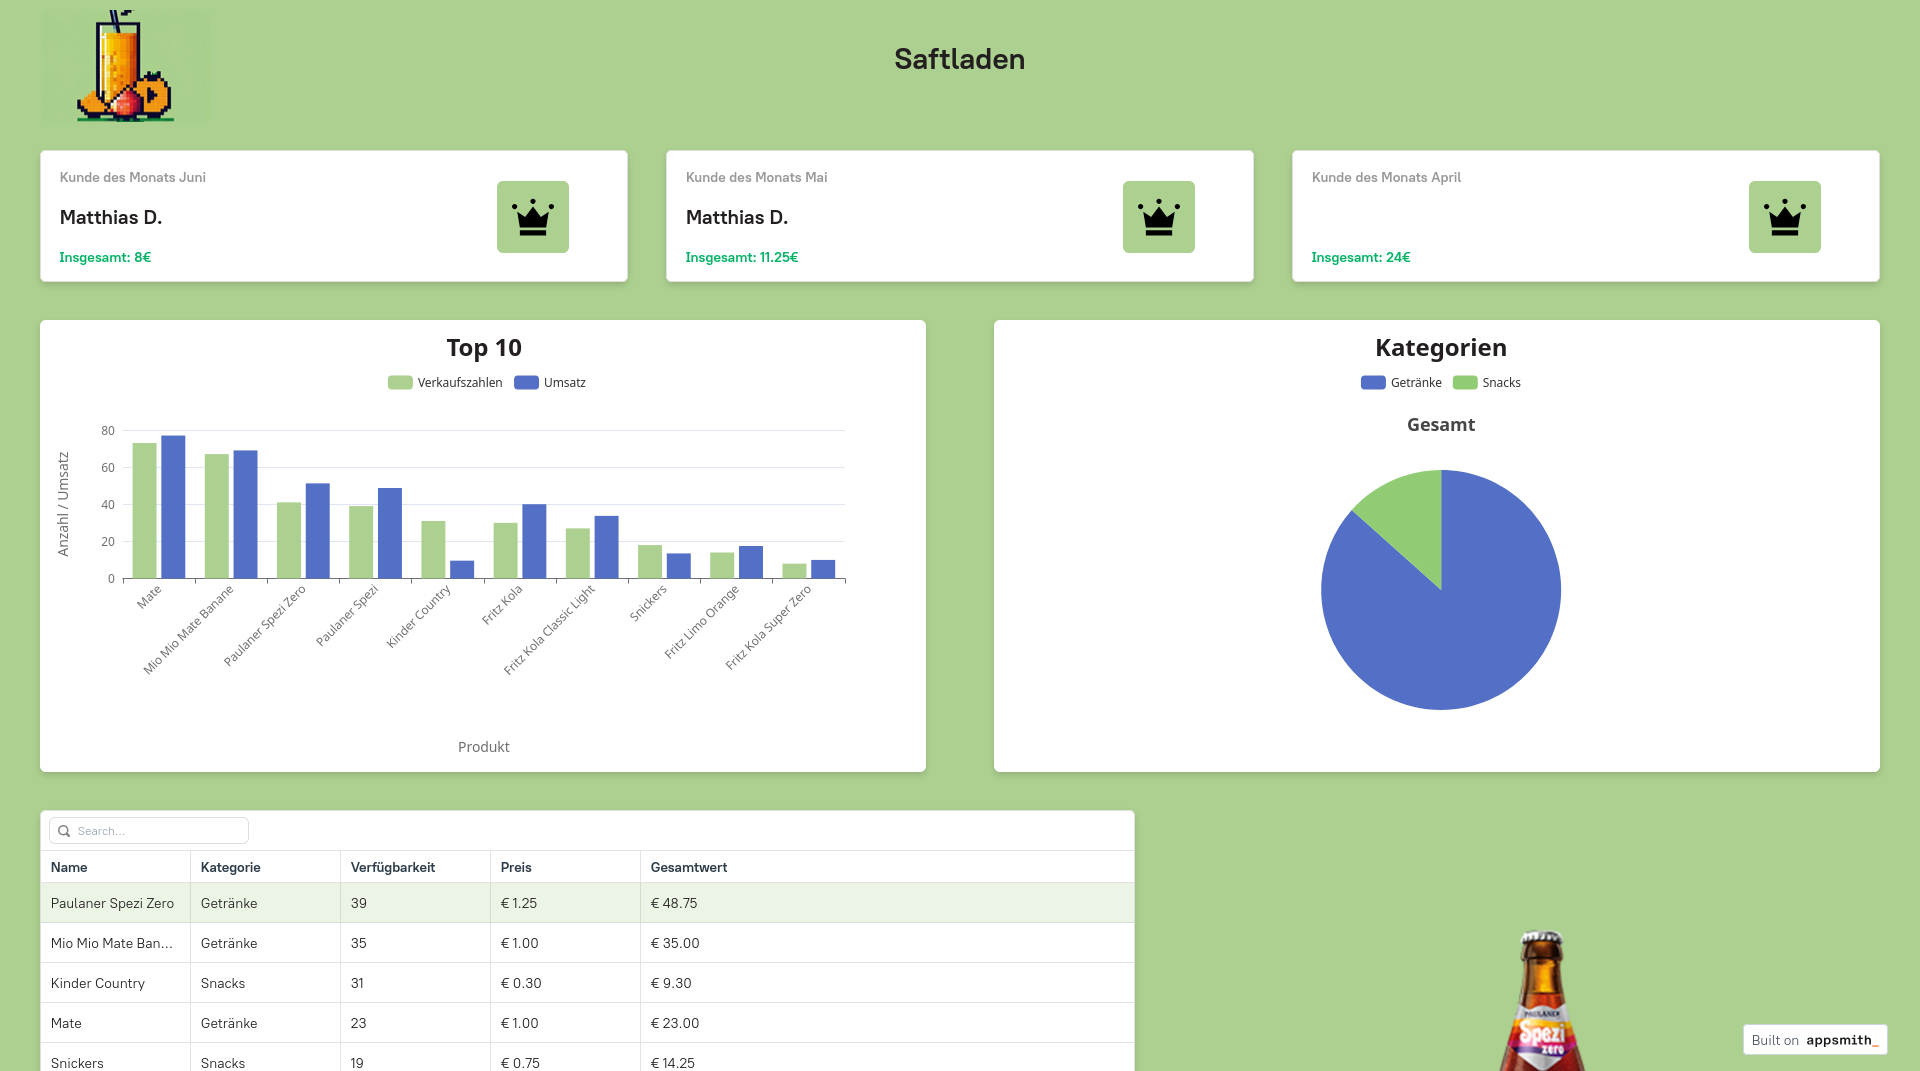 Saftladen
Kunde des Monats Juni
Matthias D.
Insgesamt: 8€
Kunde des Monats Mai
Matthias D.
Insgesamt: 11.25€
Kunde des Monats April
Insgesamt: 24€
Top 10
Verkaufszahlen Umsatz
Anzahl / Umsatz
80
60
40
20
0
Mate
Mio Mio Mate Banane
Paulaner Spezi Zero
Paulaner Spezi
Kinder Country
Fritz Kola
Fritz Kola Classic Light
Snickers
Fritz Limo Orange
Fritz Kola Super Zero
Produkt
Kategorien
Getränke Snacks
Gesamt
Search...
Name Kategorie Verfügbarkeit Preis Gesamtwert
Paulaner Spezi Zero Getränke 39 € 1.25 € 48.75
Mio Mio Mate Ban... Getränke 35 € 1.00 € 35.00
Kinder Country Snacks 31 € 0.30 € 9.30
Mate Getränke 23 € 1.00 € 23.00
Snickers Snacks 19 € 0.75 € 14.25
PAULANER
Spezi
zero
Built on appsmith_